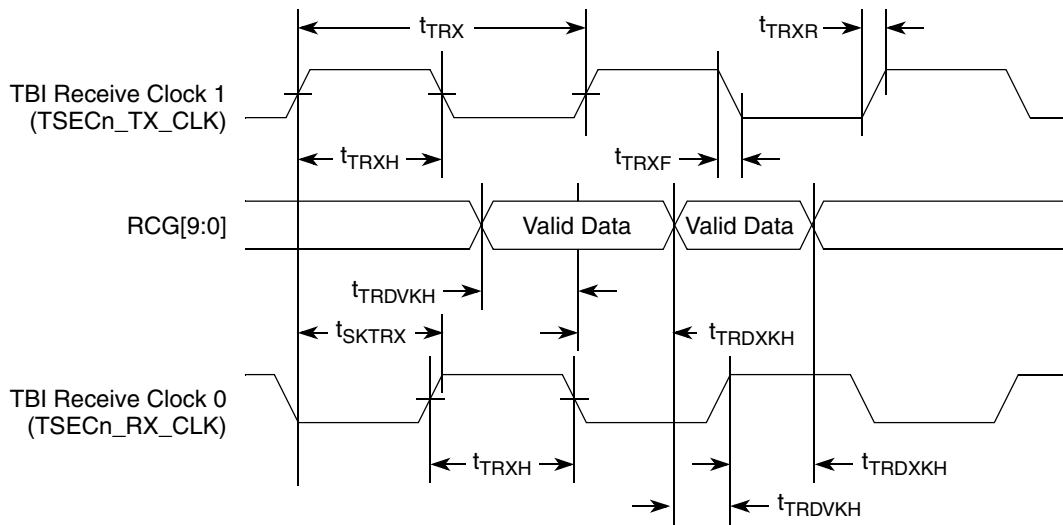 tTRX
tTRXR
TBI Receive Clock 1
(TSECn_TX_CLK)
tTRXH
tTRXF
RCG[9:0]
Valid Data
Valid Data
tTRDVKH
tSKTRX
tTRDXKH
TBI Receive Clock 0
(TSECn_RX_CLK)
tTRXH
tTRDXKH
tTRDVKH